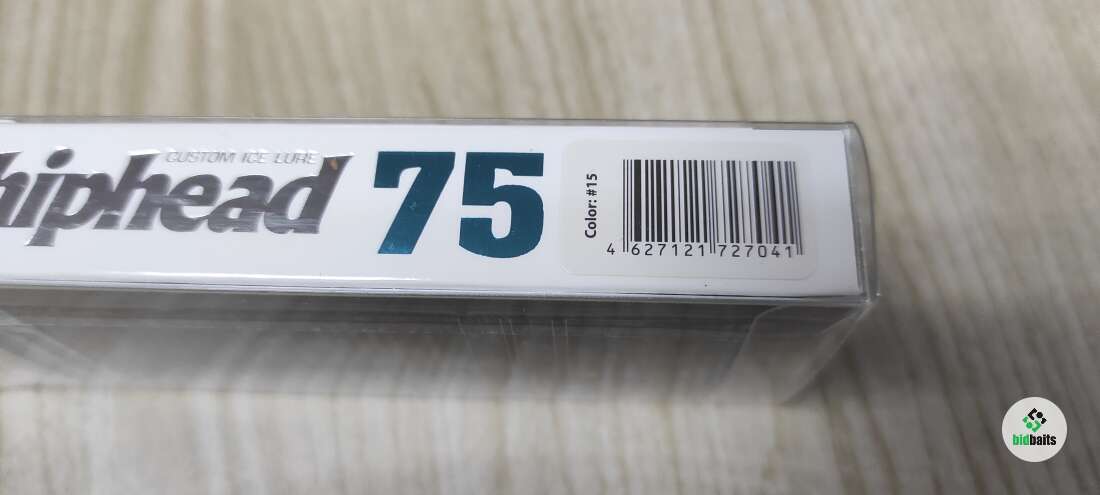 CUSTOM ICE LURE
hiphead
75
Color: #15
4 627121 727041
bidbaits